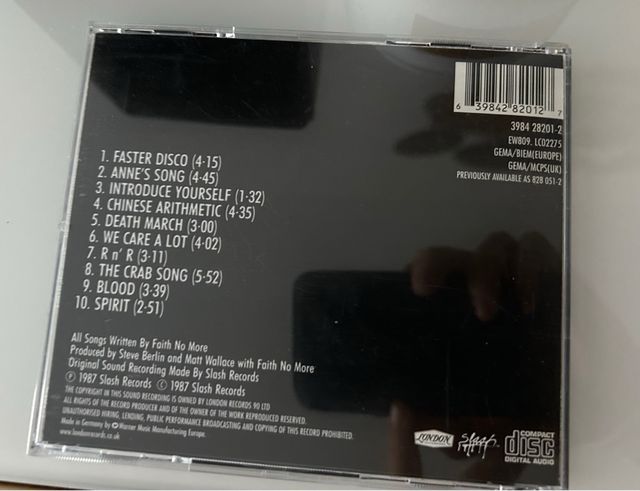 6 39842 82012 7
3984 28201-2
EW809. LC02275
GEMA/BIEM(EUROPE)
GEMA/MCPS(UK)
PREVIOUSLY AVAILABLE AS 828 051-2
1. FASTER DISCO (4·15)
2. ANNE'S SONG (4·45)
3. INTRODUCE YOURSELF (1·32)
4. CHINESE ARITHMETIC (4·35)
5. DEATH MARCH (3·00)
6. WE CARE A LOT (4·02)
7. R n' R (3·11)
8. THE CRAB SONG (5·52)
9. BLOOD (3·39)
10. SPIRIT (2·51)
All Songs Written By Faith No More
Produced by Steve Berlin and Matt Wallace with Faith No More
Original Sound Recording Made By Slash Records
℗ 1987 Slash Records © 1987 Slash Records
THE COPYRIGHT IN THIS SOUND RECORDING IS OWNED BY LONDON RECORDS 90 LTD
ALL RIGHTS OF THE RECORD PRODUCER AND OF THE OWNER OF THE WORK REPRODUCED RESERVED.
UNAUTHORISED HIRING, LENDING, PUBLIC PERFORMANCE BROADCASTING AND COPYING OF THIS RECORD PROHIBITED.
Made in Germany by Warner Music Manufacturing Europe.
www.londonrecords.co.uk
LONDON
slash
COMPACT
disc
DIGITAL AUDIO